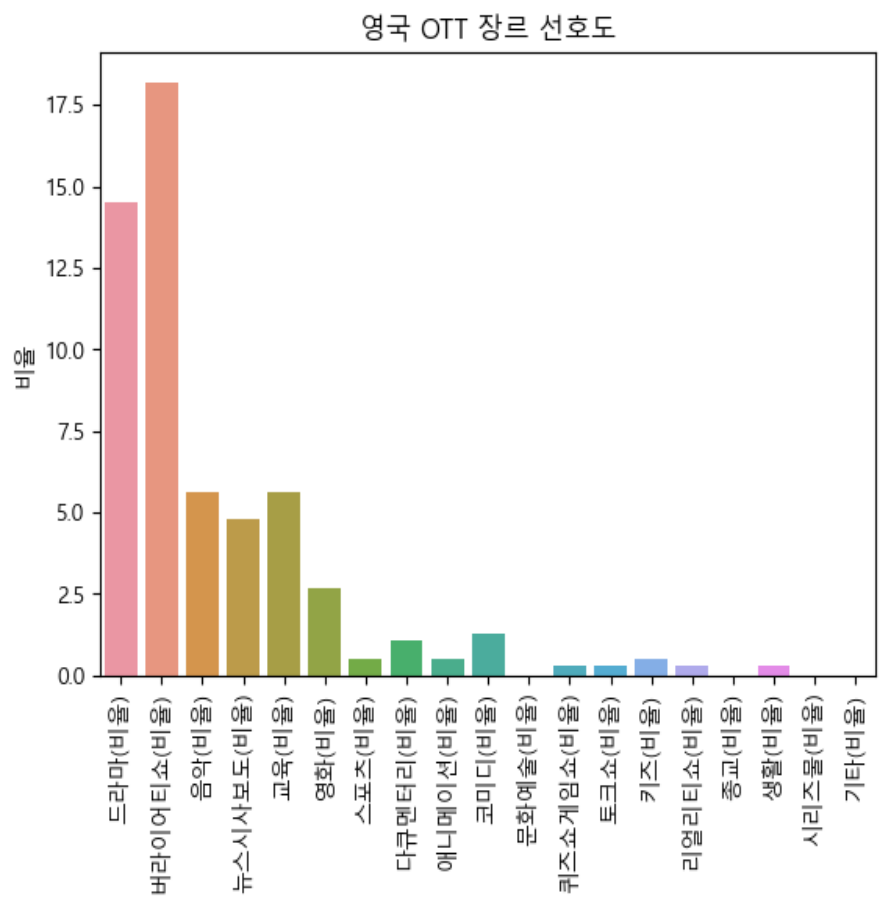 영국 OTT 장르 선호도
비율
17.5
15.0
12.5
10.0
7.5
5.0
2.5
0.0
드라마(비율)
버라이어티쇼(비율)
음악(비율)
뉴스시사보도(비율)
교육(비율)
영화(비율)
스포츠(비율)
다큐멘터리(비율)
애니메이션(비율)
코미디(비율)
문화예술(비율)
퀴즈쇼게임쇼(비율)
토크쇼(비율)
키즈(비율)
리얼리티쇼(비율)
종교(비율)
생활(비율)
시리즈물(비율)
기타(비율)